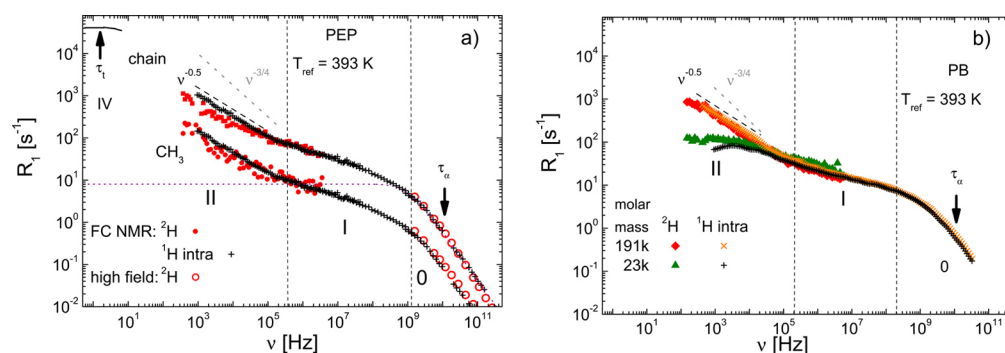 a)
PEP
T_ref = 393 K
chain
τ_t
ν^-0.5
ν^-3/4
IV
CH_3
II
I
0
τ_α
FC NMR: ^2H
^1H intra
high field: ^2H
R_1 [s^-1]
10^4
10^3
10^2
10^1
10^0
10^-1
10^-2
10^1 10^3 10^5 10^7 10^9 10^11
ν [Hz]
b)
PB
T_ref = 393 K
ν^-0.5
ν^-3/4
II
I
0
τ_α
molar
mass ^2H ^1H intra
191k
23k
R_1 [s^-1]
10^4
10^3
10^2
10^1
10^0
10^-1
10^-2
10^1 10^3 10^5 10^7 10^9 10^11
ν [Hz]